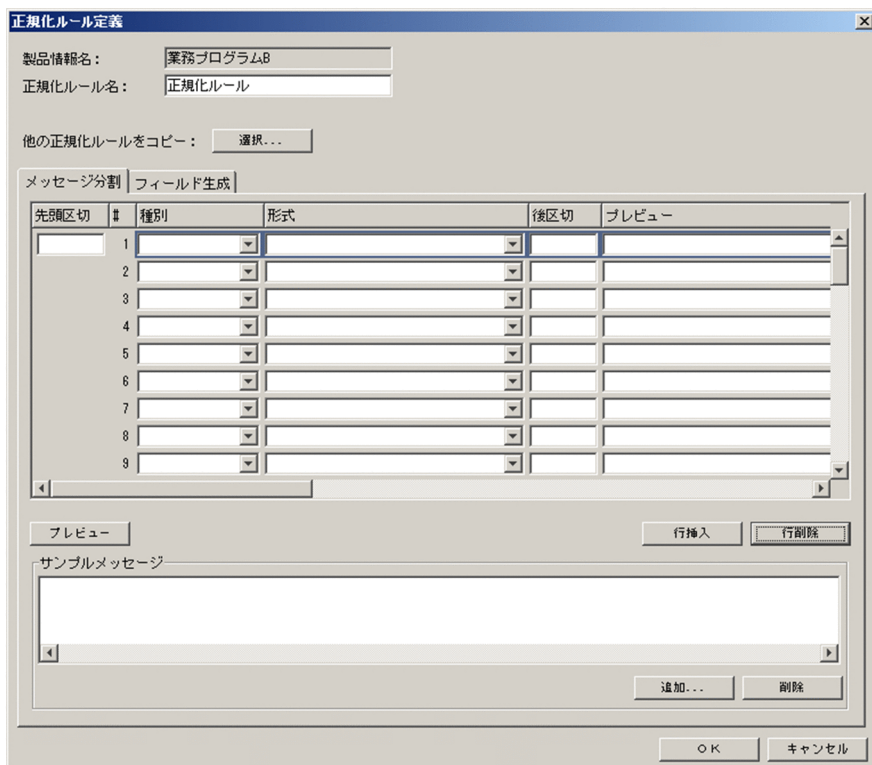 正規化ルール定義
製品情報名： 業務プログラムB
正規化ルール名： 正規化ルール
他の正規化ルールをコピー： 選択...
メッセージ分割 フィールド生成
先頭区切 # 種別 形式 後区切 プレビュー
1
2
3
4
5
6
7
8
9
プレビュー 行挿入 行削除
サンプルメッセージ
追加... 削除
OK キャンセル